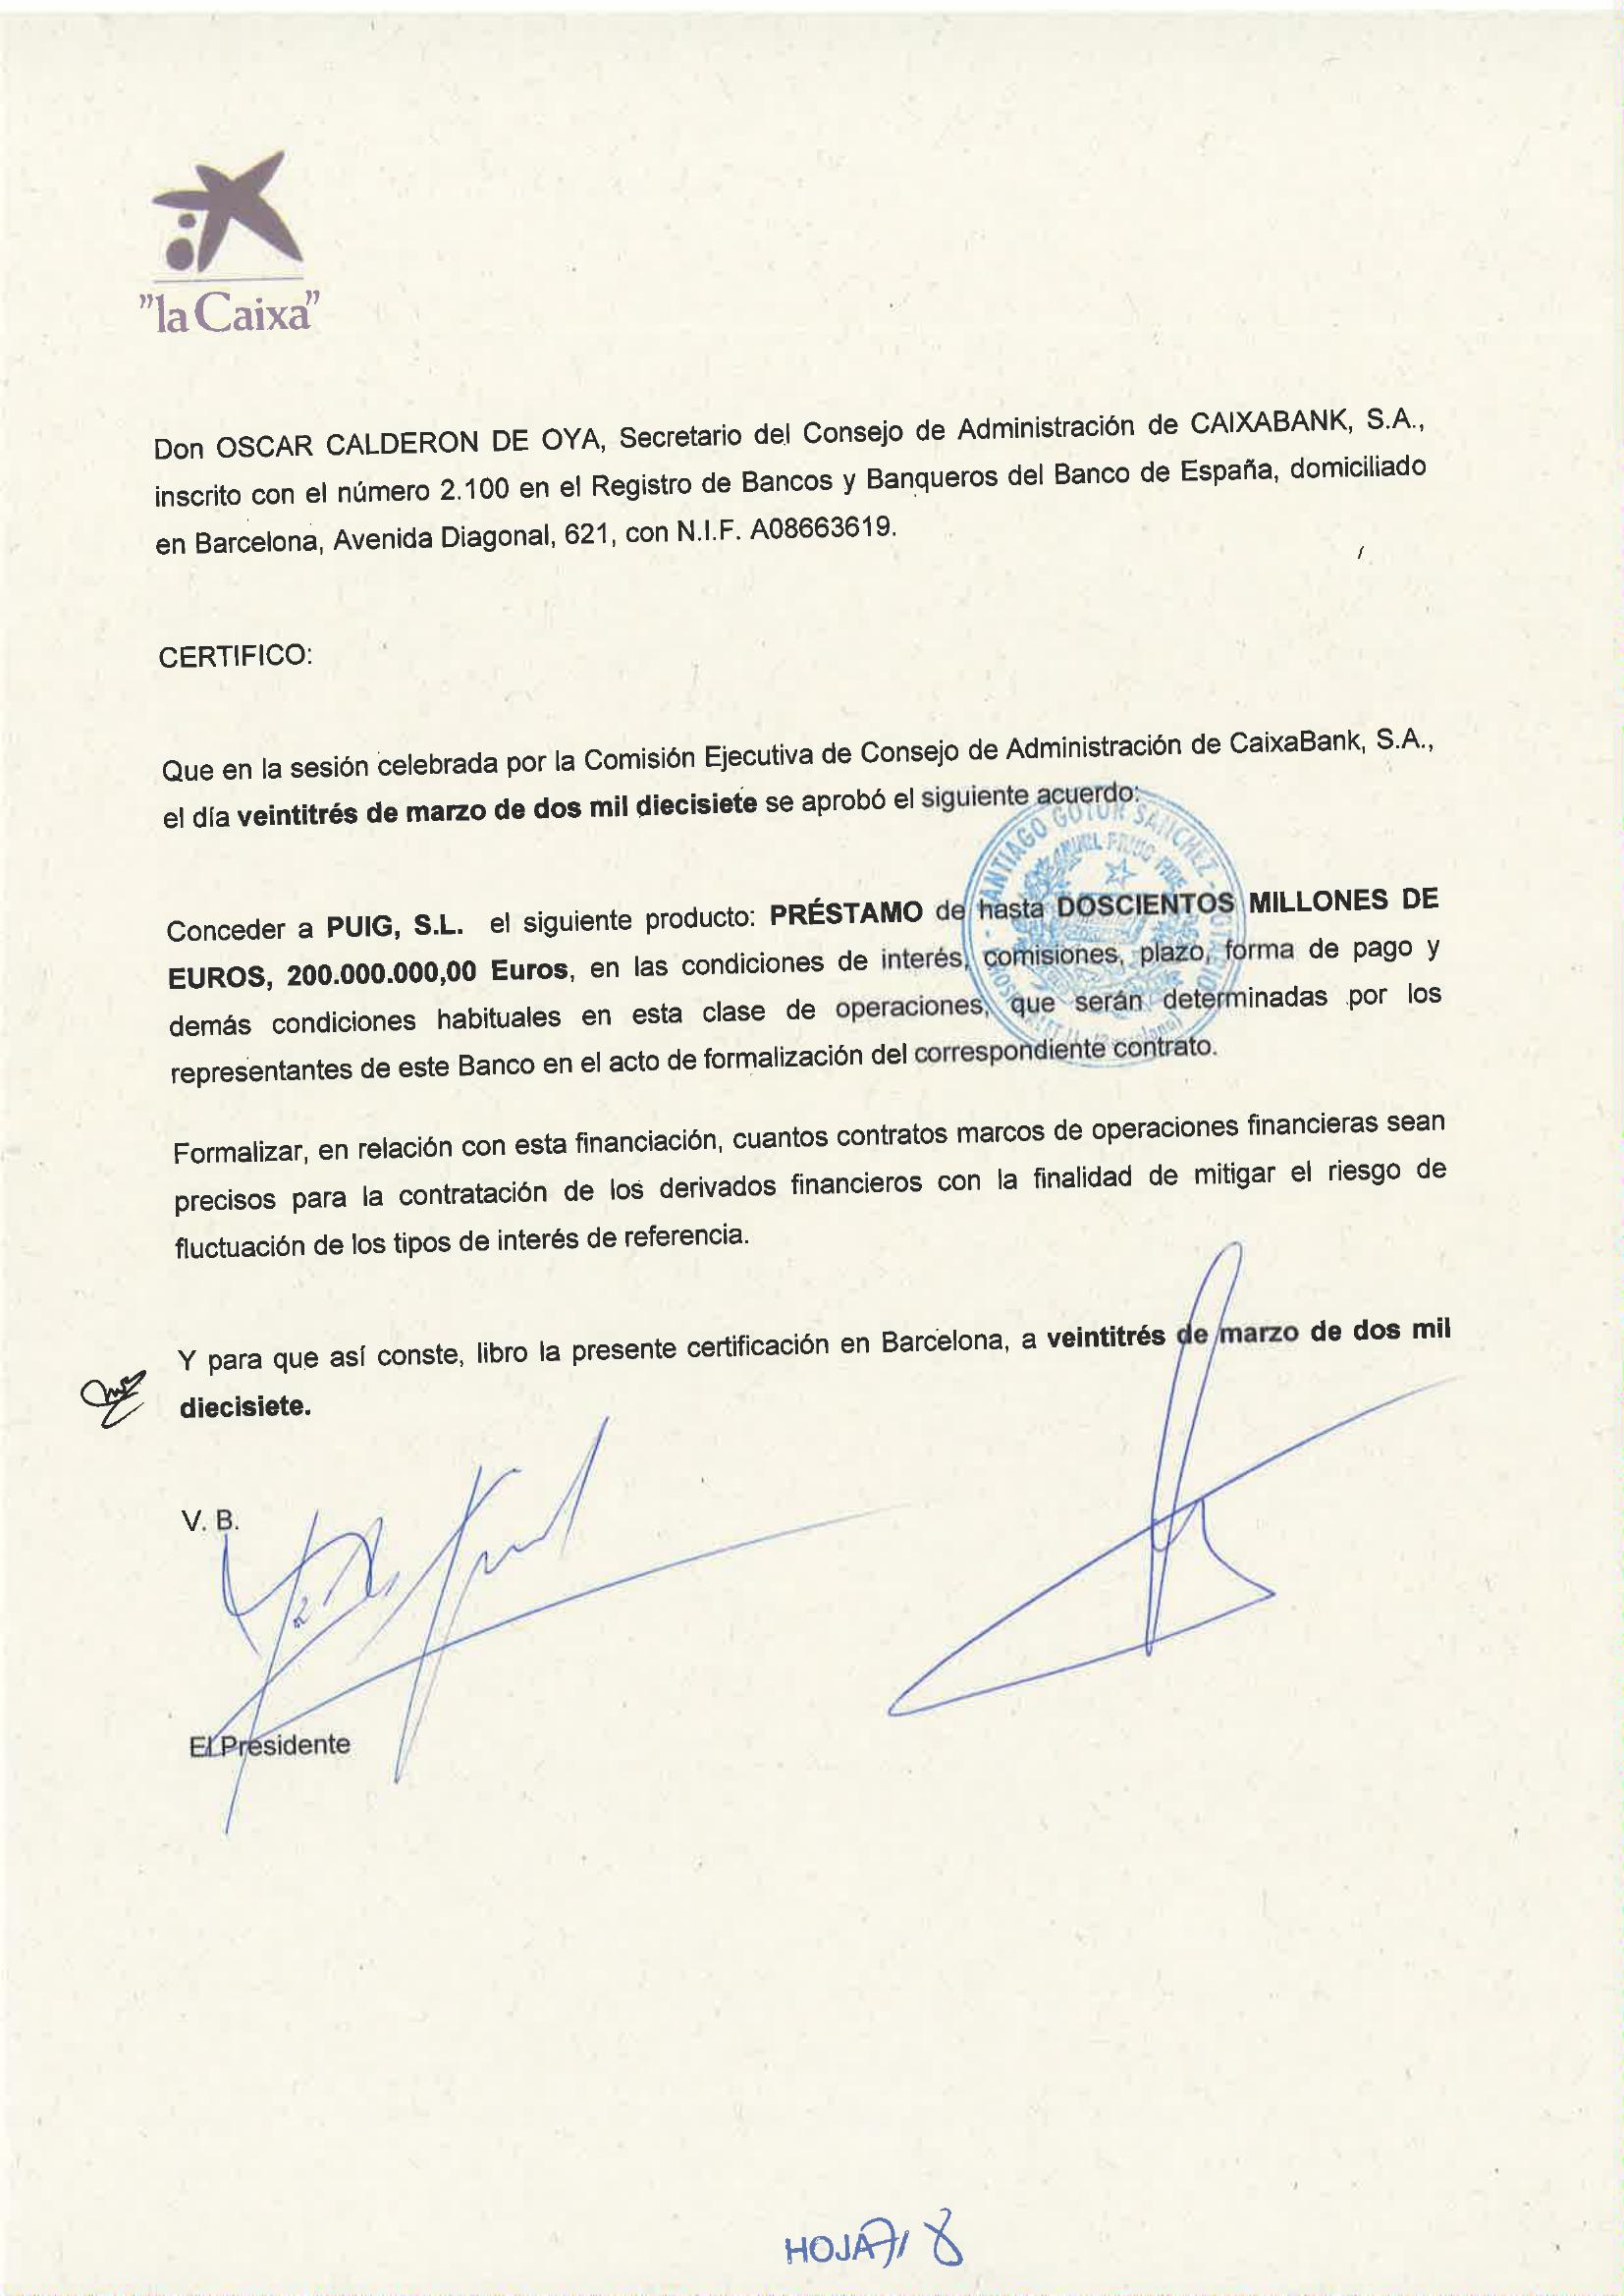 "la Caixa"
Don OSCAR CALDERON DE OYA, Secretario del Consejo de Administración de CAIXABANK, S.A.,
inscrito con el número 2.100 en el Registro de Bancos y Banqueros del Banco de España, domiciliado
en Barcelona, Avenida Diagonal, 621, con N.I.F. A08663619.
CERTIFICO:
Que en la sesión celebrada por la Comisión Ejecutiva de Consejo de Administración de CaixaBank, S.A.,
el día veintitrés de marzo de dos mil diecisiete se aprobó el siguiente acuerdo:
SANTIAGO GOTOR SANCHEZ
Conceder a PUIG, S.L. el siguiente producto: PRÉSTAMO de hasta DOSCIENTOS MILLONES DE
EUROS, 200.000.000,00 Euros, en las condiciones de interés, comisiones, plazo, forma de pago y
demás condiciones habituales en esta clase de operaciones, que serán determinadas por los
representantes de este Banco en el acto de formalización del correspondiente contrato.
Formalizar, en relación con esta financiación, cuantos contratos marcos de operaciones financieras sean
precisos para la contratación de los derivados financieros con la finalidad de mitigar el riesgo de
fluctuación de los tipos de interés de referencia.
Y para que así conste, libro la presente certificación en Barcelona, a veintitrés de marzo de dos mil
diecisiete.
V. B.
El Presidente
HOJA 7/8